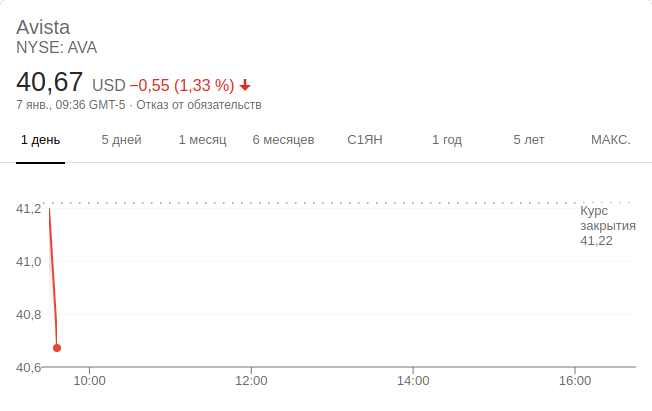 Avista
NYSE: AVA
40,67 USD −0,55 (1,33 %)
7 янв., 09:36 GMT-5 · Отказ от обязательств
1 день 5 дней 1 месяц 6 месяцев С1ЯН 1 год 5 лет МАКС.
41,2
Курс
закрытия
41,22
41,0
40,8
40,6
10:00 12:00 14:00 16:00